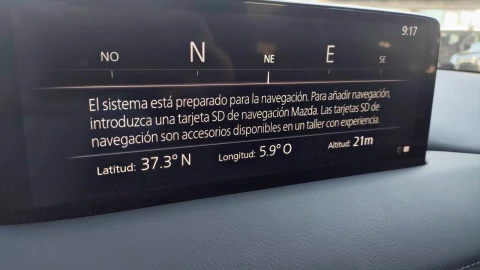 9:17
NO N NE E SE
El sistema está preparado para la navegación. Para añadir navegación,
introduzca una tarjeta SD de navegación Mazda. Las tarjetas SD de
navegación son accesorios disponibles en un taller con experiencia.
Latitud: 37.3° N Longitud: 5.9° O Altitud: 21m